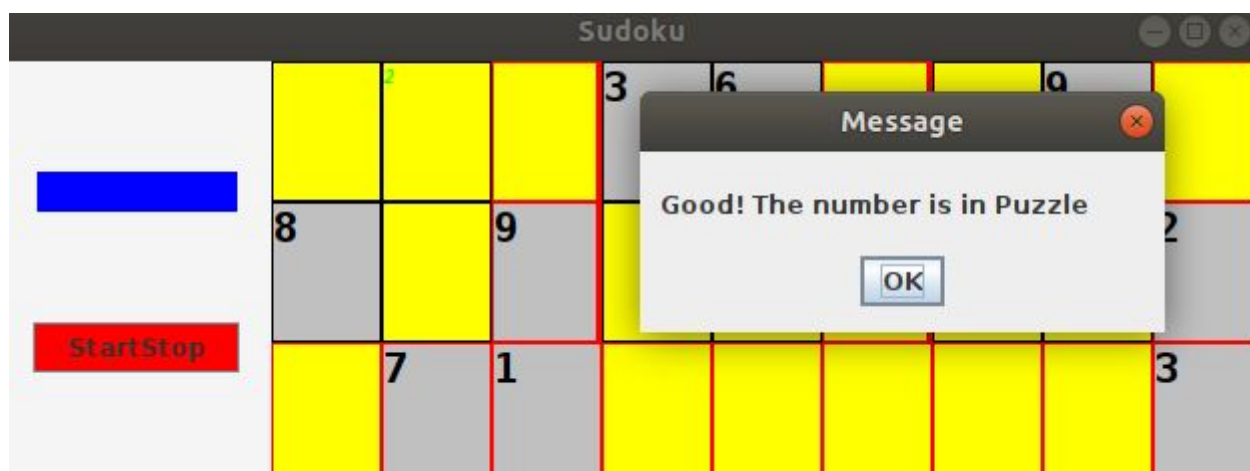 Sudoku
2 3 6 9
Message
Good! The number is in Puzzle
8 9 2
OK
StartStop
7 1 3